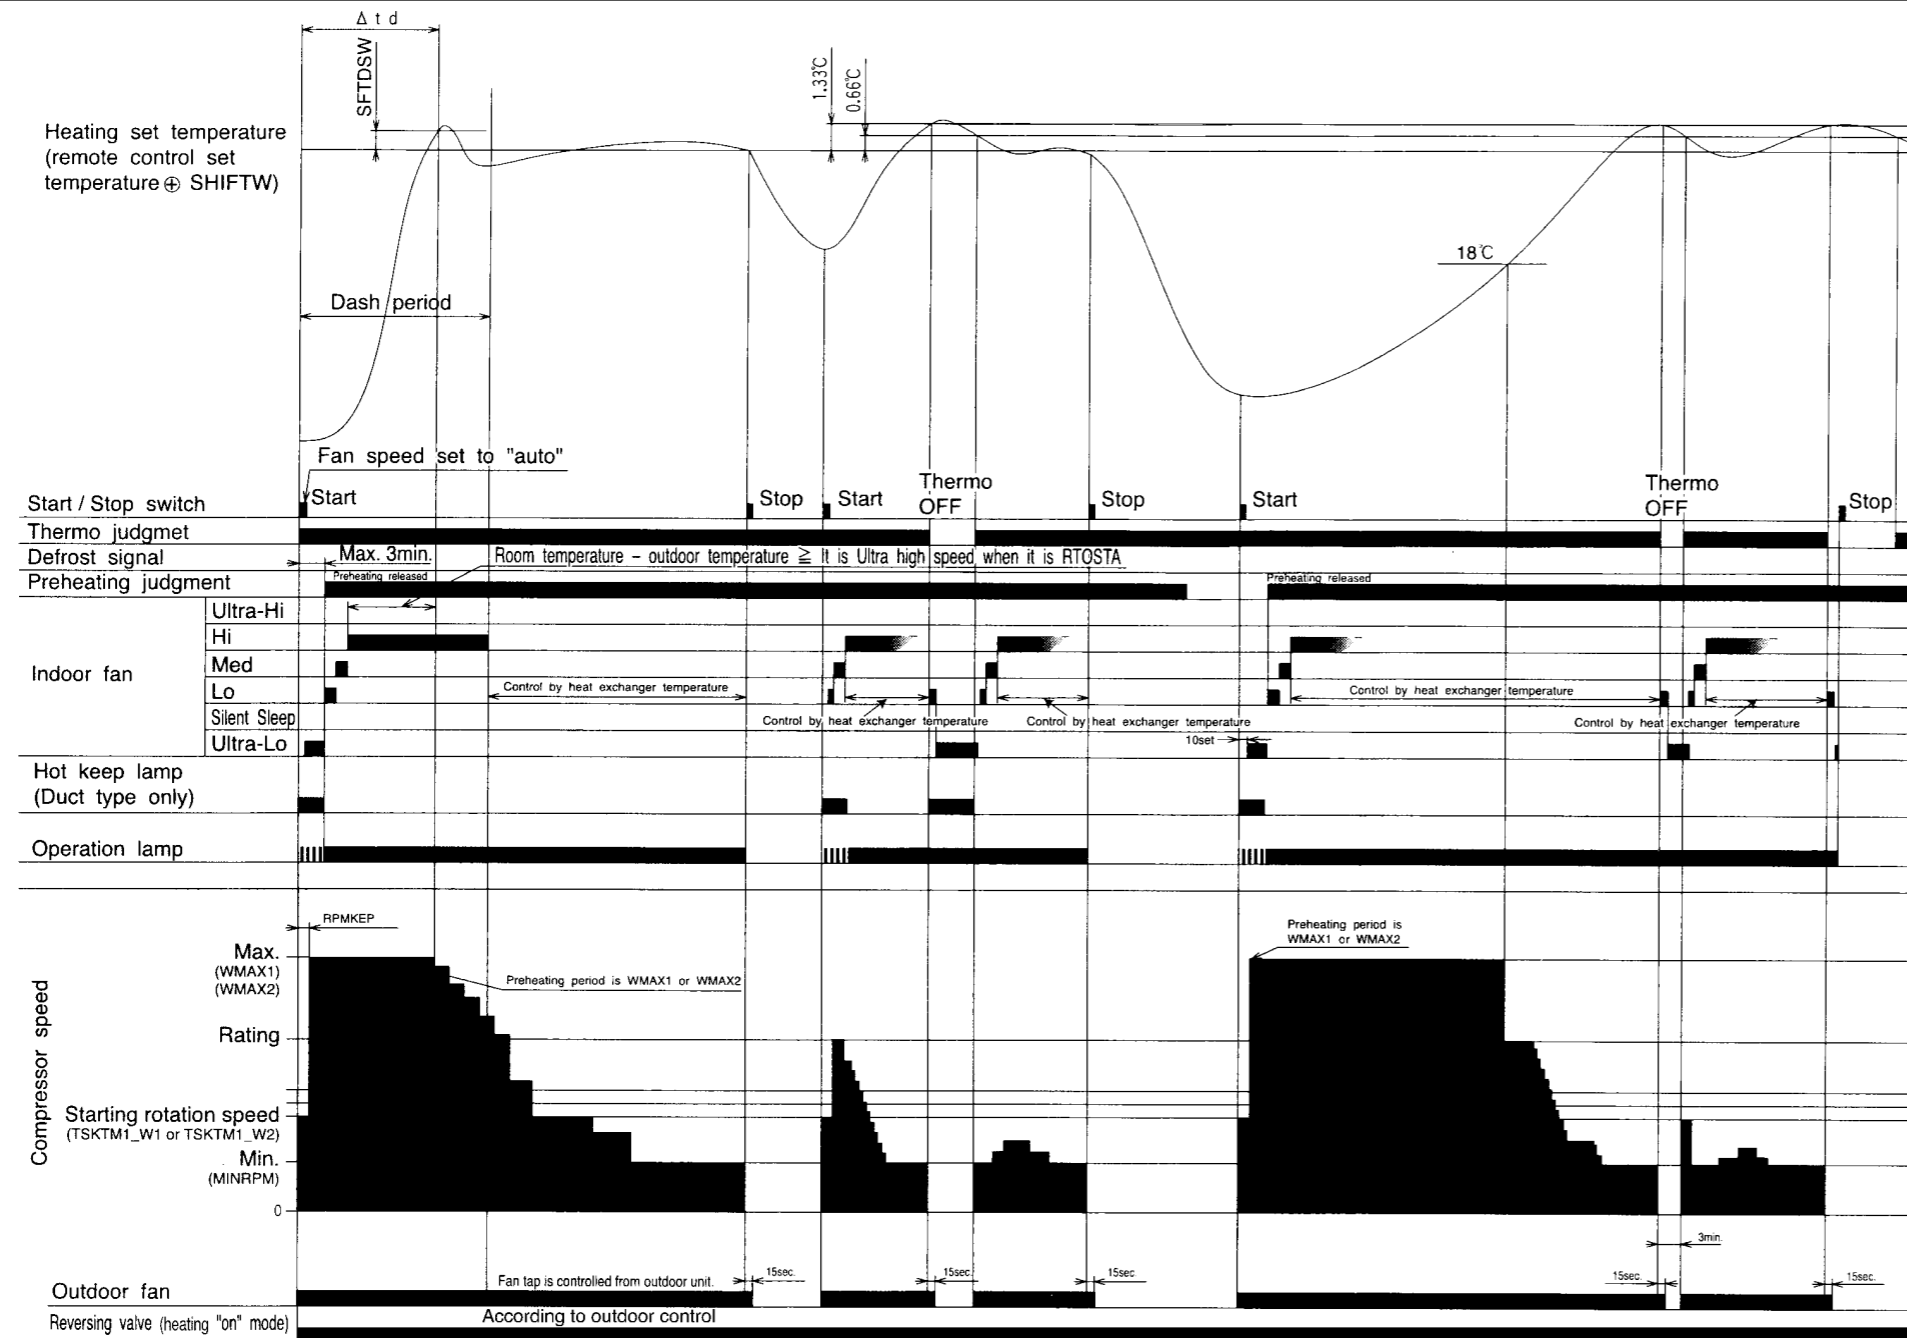 Δ t d
SFTDSW
1.33℃
0.66℃
Heating set temperature
(remote control set
temperature ⊕ SHIFTW)
18℃
Dash period
Fan speed set to "auto"
Start / Stop switch
Start
Stop
Start
Thermo
OFF
Stop
Start
Thermo
OFF
Stop
Thermo judgmet
Defrost signal
Max. 3min.
Room temperature – outdoor temperature ≧ It is Ultra high speed when it is RTOSTA
Preheating judgment
Preheating released
Preheating released
Indoor fan
Ultra-Hi
Hi
Med
Lo
Silent Sleep
Ultra-Lo
Control by heat exchanger temperature
Control by heat exchanger temperature
Control by heat exchanger temperature
Control by heat exchanger temperature
Control by heat exchanger temperature
10set
Hot keep lamp
(Duct type only)
Operation lamp
RPMKEP
Preheating period is
WMAX1 or WMAX2
Compressor speed
Max.
(WMAX1)
(WMAX2)
Preheating period is WMAX1 or WMAX2
Rating
Starting rotation speed
(TSKTM1_W1 or TSKTM1_W2)
Min.
(MINRPM)
0
3min.
Outdoor fan
Fan tap is controlled from outdoor unit.
15sec.
15sec.
15sec.
15sec.
15sec.
Reversing valve (heating "on" mode)
According to outdoor control